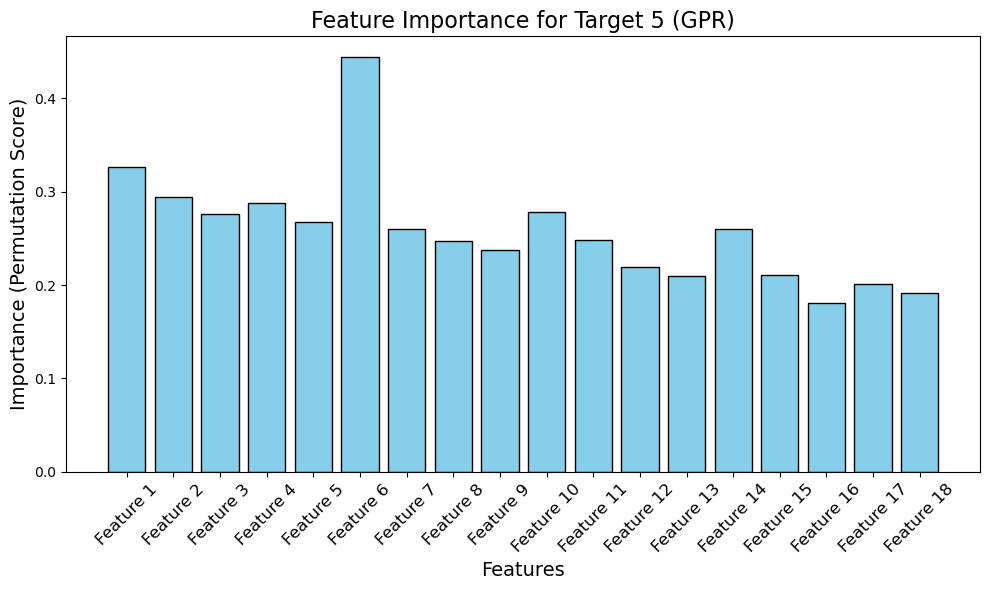 Feature Importance for Target 5 (GPR)
Importance (Permutation Score)
0.4
0.3
0.2
0.1
0.0
Feature 1
Feature 2
Feature 3
Feature 4
Feature 5
Feature 6
Feature 7
Feature 8
Feature 9
Feature 10
Feature 11
Feature 12
Feature 13
Feature 14
Feature 15
Feature 16
Feature 17
Feature 18
Features